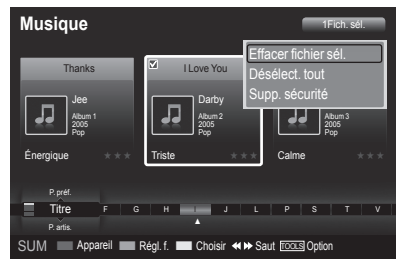 Musique
1Fich. sél.
Effacer fichier sél.
Désélect. tout
Supp. sécurité
Thanks
I Love You
Jee
Album 1
2005
Pop
Darby
Album 2
2005
Pop
Album 3
2005
Pop
Énergique
Triste
Calme
P. préf.
Titre F G H I J L P S T V
P. artis.
SUM Appareil Régl. f. Choisir Saut TOOLS Option